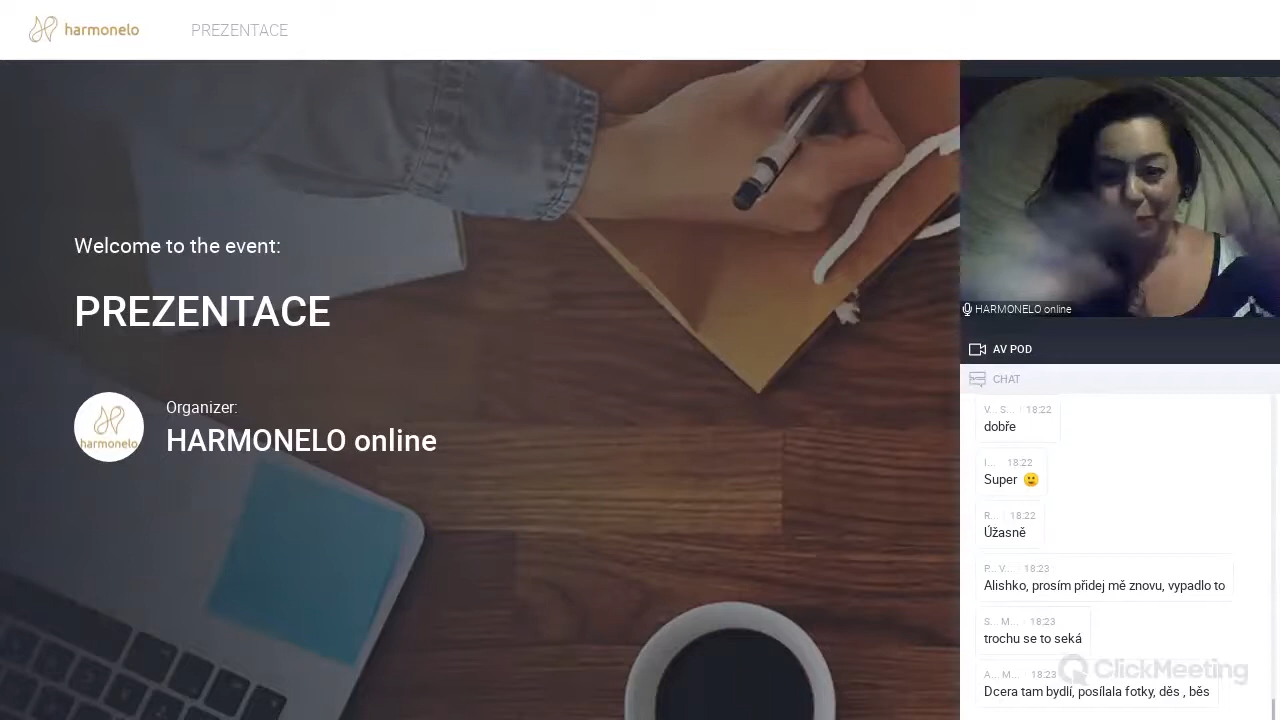 harmonelo
PREZENTACE
Welcome to the event:
PREZENTACE
harmonelo
Organizer:
HARMONELO online
HARMONELO online
AV POD
CHAT
V... S... 18:22
dobře
I... 18:22
Super
R... 18:22
Úžasně
P... V... 18:23
Alishko, prosím přidej mě znovu, vypadlo to
S... M... 18:23
trochu se to seká
A... M... 18:23
ClickMeeting
Dcera tam bydlí, posílala fotky, děs , běs